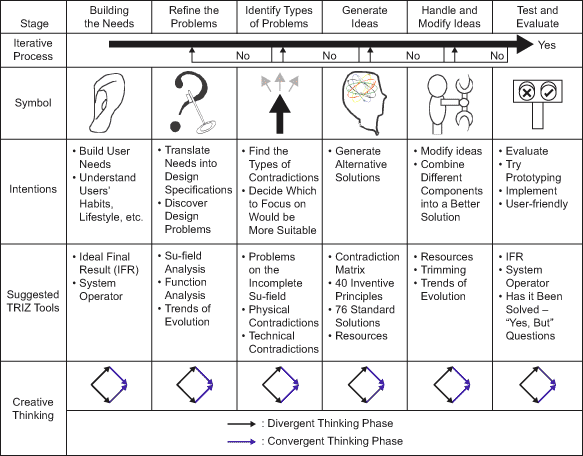 Stage
Building
the Needs
Refine the
Problems
Identify Types
of Problems
Generate
Ideas
Handle and
Modify Ideas
Test and
Evaluate
Iterative
Process
No
No
No
No
No
Yes
Symbol
Intentions
• Build User
Needs
• Understand
Users'
Habits,
Lifestyle, etc.
• Translate
Needs into
Design
Specifications
• Discover
Design
Problems
• Find the
Types of
Contradictions
• Decide Which
to Focus on
Would be
More Suitable
• Generate
Alternative
Solutions
• Modify ideas
• Combine
Different
Components
into a Better
Solution
• Evaluate
• Try
Prototyping
• Implement
• User-friendly
Suggested
TRIZ Tools
• Ideal Final
Result (IFR)
• System
Operator
• Su-field
Analysis
• Function
Analysis
• Trends of
Evolution
• Problems
on the
Incomplete
Su-field
• Physical
Contradictions
• Technical
Contradictions
• Contradiction
Matrix
• 40 Inventive
Principles
• 76 Standard
Solutions
• Resources
• Resources
• Trimming
• Trends of
Evolution
• IFR
• System
Operator
• Has it Been
Solved –
“Yes, But”
Questions
Creative
Thinking
: Divergent Thinking Phase
: Convergent Thinking Phase